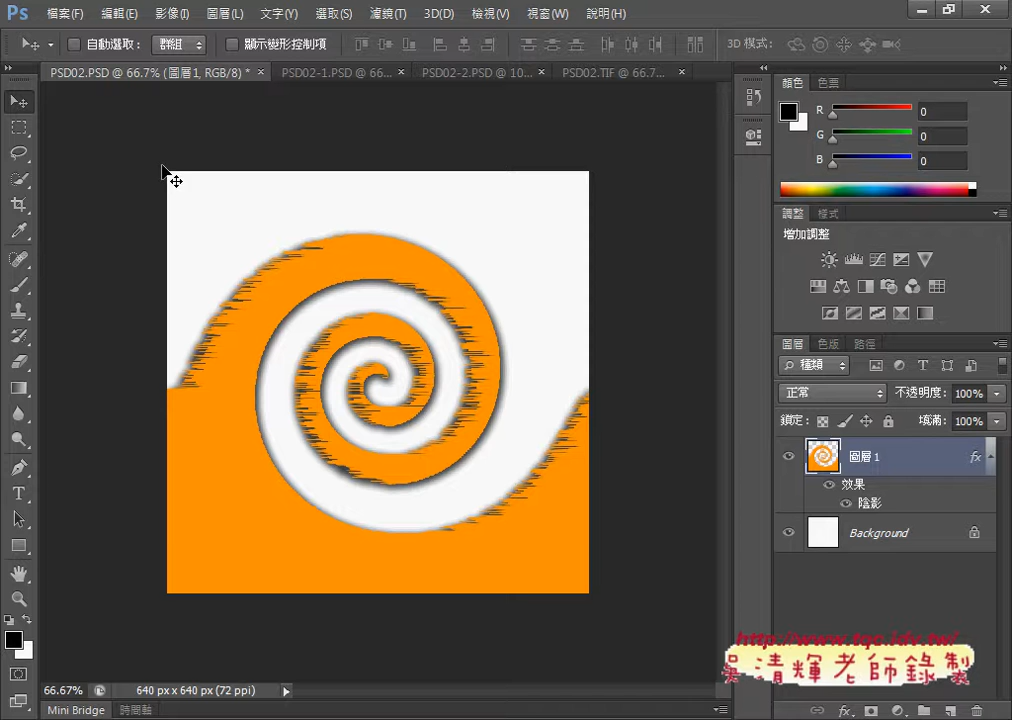 Ps 檔案(F) 編輯(E) 影像(I) 圖層(L) 文字(Y) 選取(S) 濾鏡(T) 3D(D) 檢視(V) 視窗(W) 說明(H)
自動選取： 群組 顯示變形控制項 3D 模式：
PSD02.PSD @ 66.7% (圖層 1, RGB/8) * × PSD02-1.PSD @ 66... × PSD02-2.PSD @ 10... × PSD02.TIF @ 66.7... ×
顏色 色票
R 0
G 0
B 0
調整 樣式
增加調整
圖層 色版 路徑
種類
正常 不透明度： 100%
鎖定： 填滿： 100%
圖層 1 fx
效果
陰影
Background
http://www.tqc.idv.tw/
吳清輝老師錄製
66.67% 640 px x 640 px (72 ppi)
Mini Bridge 時間軸
fx